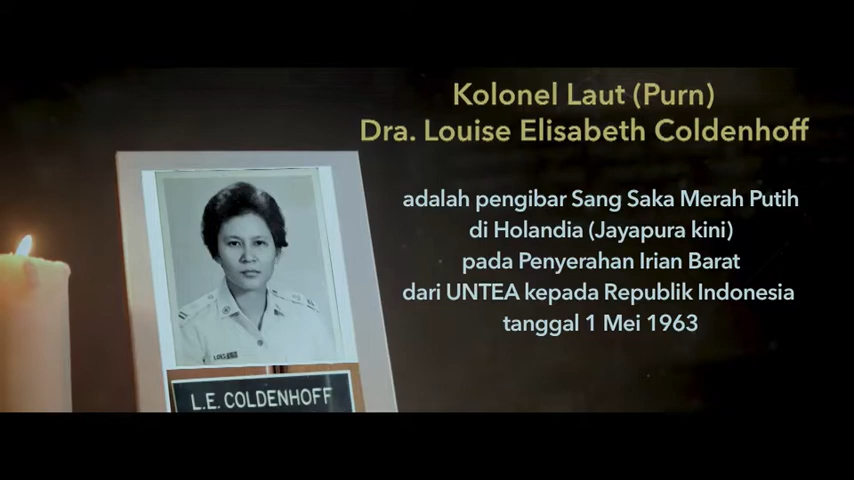 Kolonel Laut (Purn)
Dra. Louise Elisabeth Coldenhoff
adalah pengibar Sang Saka Merah Putih
di Holandia (Jayapura kini)
pada Penyerahan Irian Barat
dari UNTEA kepada Republik Indonesia
tanggal 1 Mei 1963
L.E. COLDENHOFF